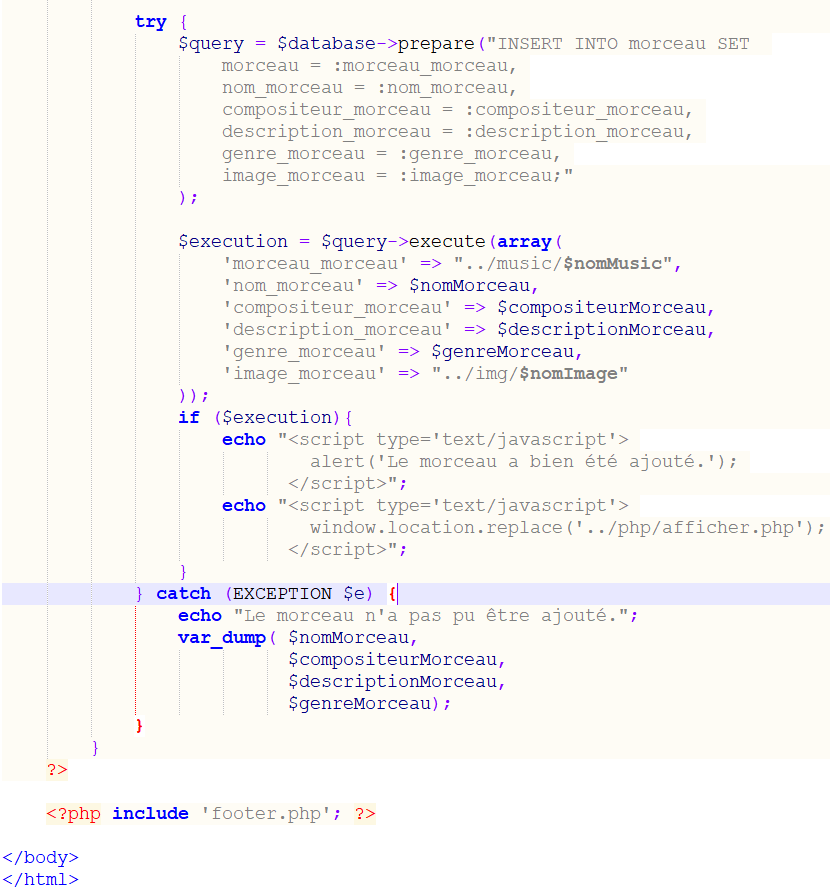 try {
$query = $database->prepare("INSERT INTO morceau SET
morceau = :morceau_morceau,
nom_morceau = :nom_morceau,
compositeur_morceau = :compositeur_morceau,
description_morceau = :description_morceau,
genre_morceau = :genre_morceau,
image_morceau = :image_morceau;"
);
$execution = $query->execute(array(
'morceau_morceau' => "../music/$nomMusic",
'nom_morceau' => $nomMorceau,
'compositeur_morceau' => $compositeurMorceau,
'description_morceau' => $descriptionMorceau,
'genre_morceau' => $genreMorceau,
'image_morceau' => "../img/$nomImage"
));
if ($execution){
echo "<script type='text/javascript'>
alert('Le morceau a bien été ajouté.');
</script>";
echo "<script type='text/javascript'>
window.location.replace('../php/afficher.php');
</script>";
}
} catch (EXCEPTION $e) {
echo "Le morceau n'a pas pu être ajouté.";
var_dump( $nomMorceau,
$compositeurMorceau,
$descriptionMorceau,
$genreMorceau);
}
}
?>
<?php include 'footer.php'; ?>
</body>
</html>